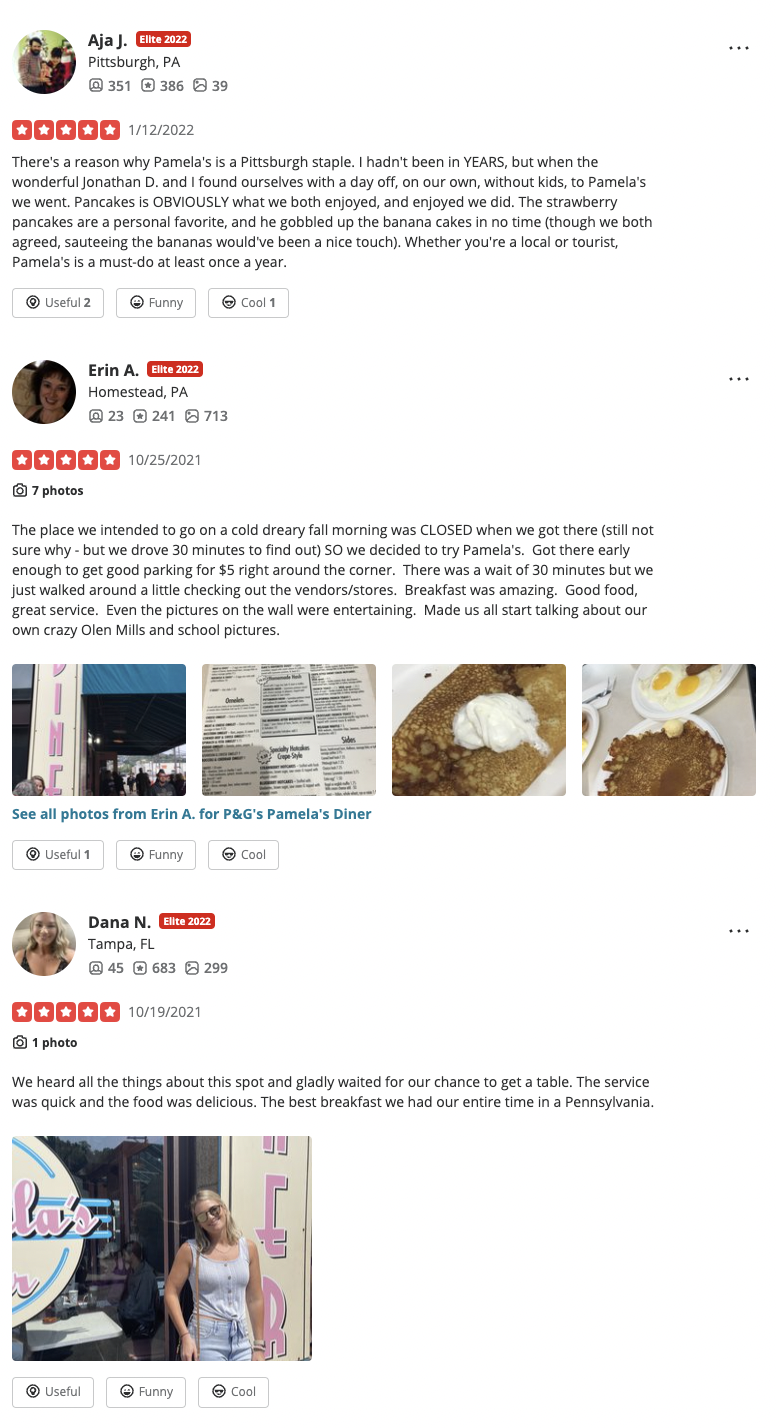 Aja J. Elite 2022
Pittsburgh, PA
351 386 39
1/12/2022
There's a reason why Pamela's is a Pittsburgh staple. I hadn't been in YEARS, but when the
wonderful Jonathan D. and I found ourselves with a day off, on our own, without kids, to Pamela's
we went. Pancakes is OBVIOUSLY what we both enjoyed, and enjoyed we did. The strawberry
pancakes are a personal favorite, and he gobbled up the banana cakes in no time (though we both
agreed, sauteeing the bananas would've been a nice touch). Whether you're a local or tourist,
Pamela's is a must-do at least once a year.
Useful 2 Funny Cool 1
Erin A. Elite 2022
Homestead, PA
23 241 713
10/25/2021
7 photos
The place we intended to go on a cold dreary fall morning was CLOSED when we got there (still not
sure why - but we drove 30 minutes to find out) SO we decided to try Pamela's.  Got there early
enough to get good parking for $5 right around the corner.  There was a wait of 30 minutes but we
just walked around a little checking out the vendors/stores.  Breakfast was amazing.  Good food,
great service.  Even the pictures on the wall were entertaining.  Made us all start talking about our
own crazy Olen Mills and school pictures.
INE
Homemade Hash
Omelets
Specialty Hotcakes
Crepe-Style
Sides
See all photos from Erin A. for P&G's Pamela's Diner
Useful 1 Funny Cool
Dana N. Elite 2022
Tampa, FL
45 683 299
10/19/2021
1 photo
We heard all the things about this spot and gladly waited for our chance to get a table. The service
was quick and the food was delicious. The best breakfast we had our entire time in a Pennsylvania.
la's
r
ER
Useful Funny Cool